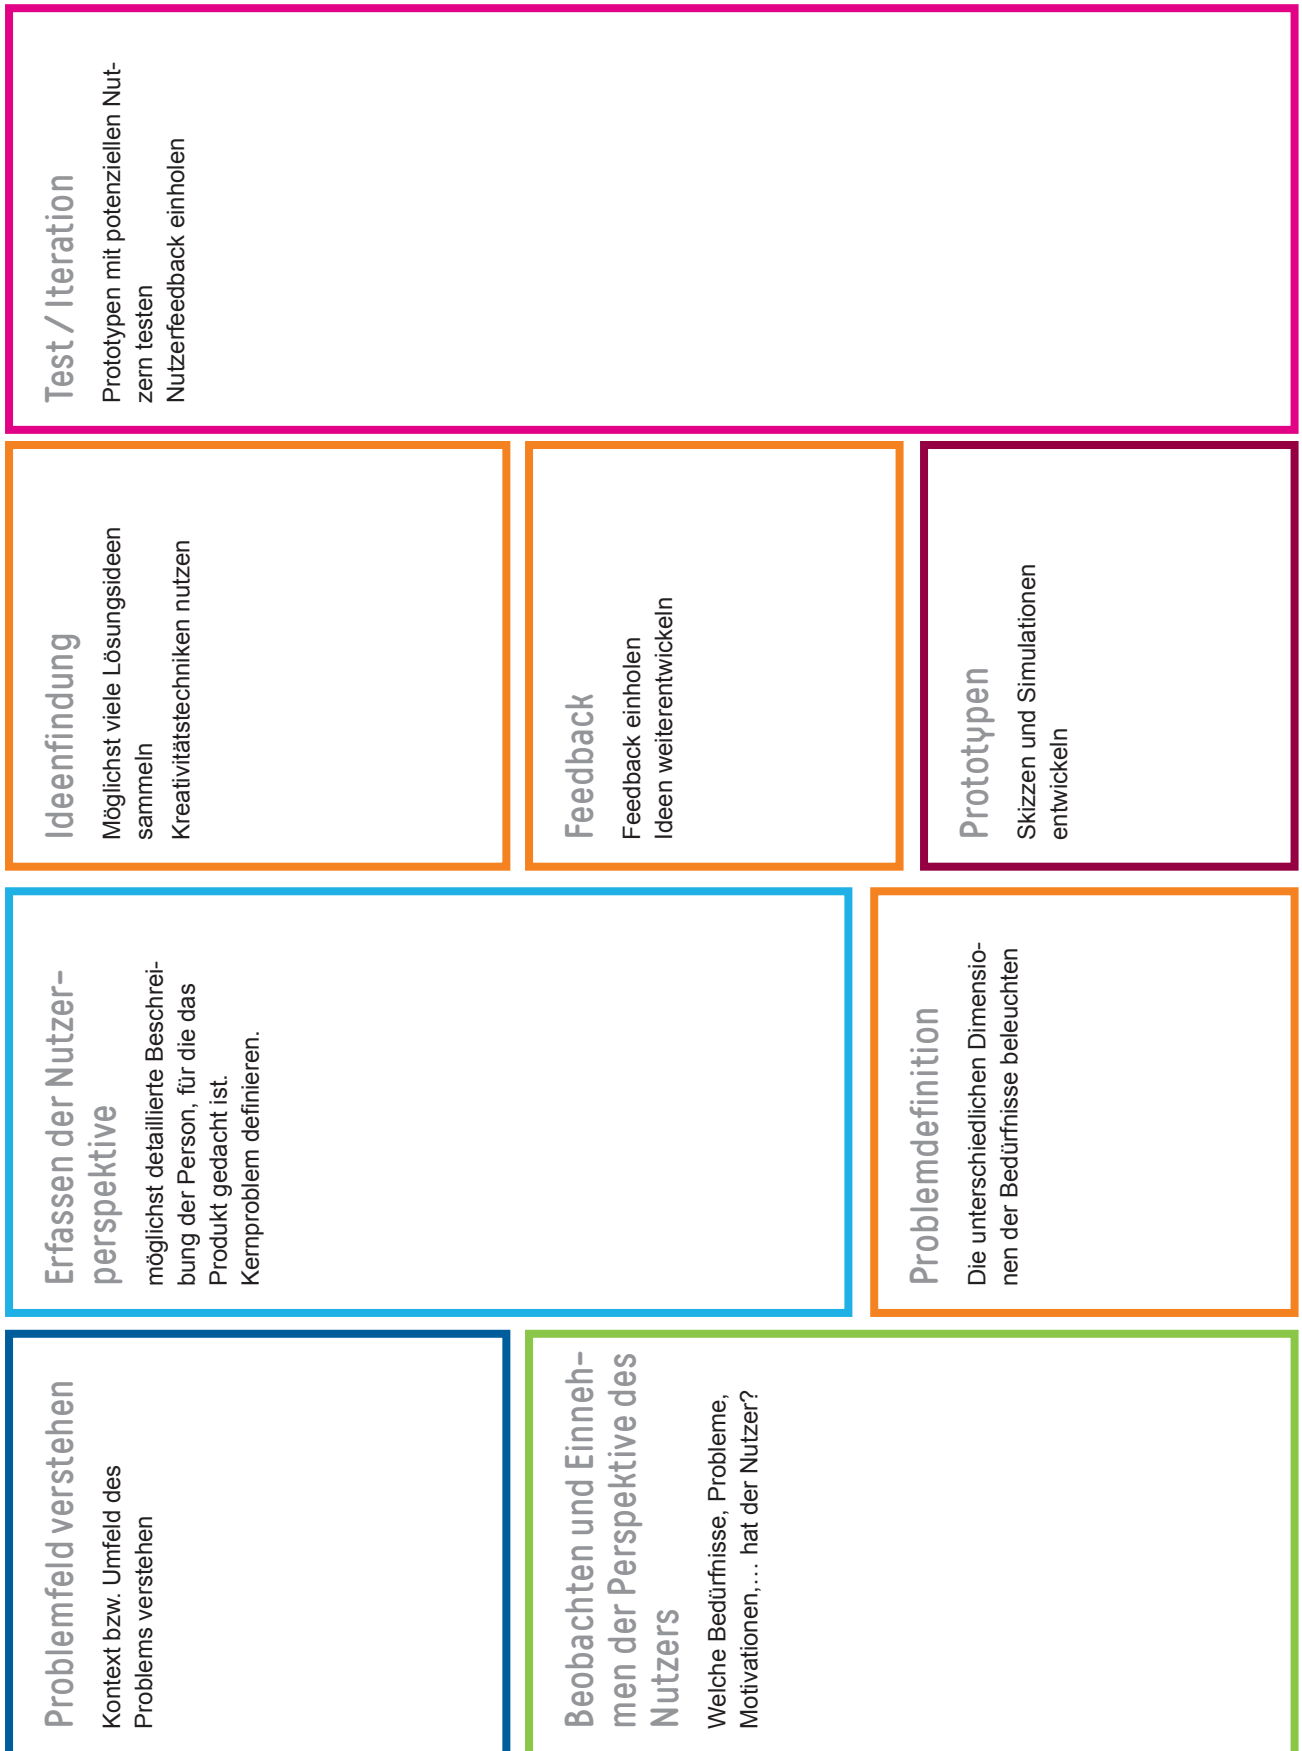 Problemfeld verstehen
Kontext bzw. Umfeld des
Problems verstehen
Beobachten und Einneh-
men der Perspektive des
Nutzers
Welche Bedürfnisse, Probleme,
Motivationen,… hat der Nutzer?
Erfassen der Nutzer-
perspektive
möglichst detaillierte Beschrei-
bung der Person, für die das
Produkt gedacht ist.
Kernproblem definieren.
Problemdefinition
Die unterschiedlichen Dimensio-
nen der Bedürfnisse beleuchten
Ideenfindung
Möglichst viele Lösungsideen
sammeln
Kreativitätstechniken nutzen
Feedback
Feedback einholen
Ideen weiterentwickeln
Prototypen
Skizzen und Simulationen
entwickeln
Test / Iteration
Prototypen mit potenziellen Nut-
zern testen
Nutzerfeedback einholen